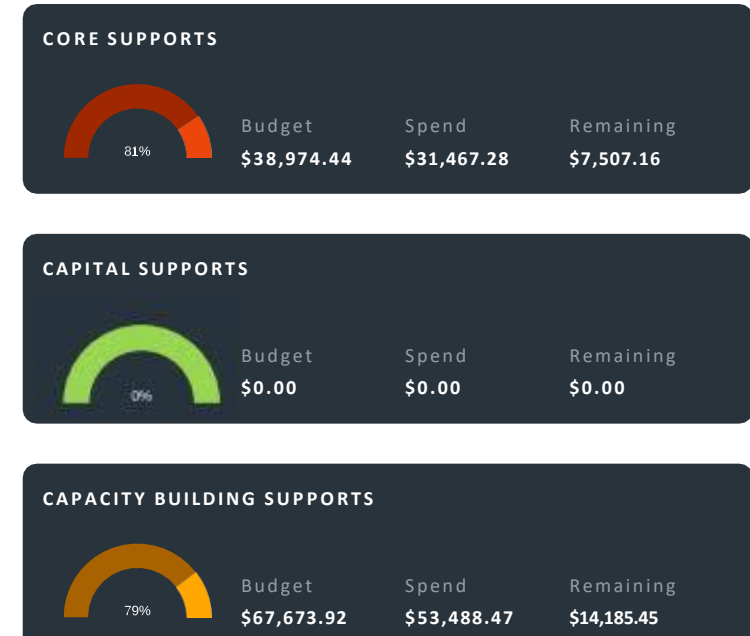 CORE SUPPORTS
Budget Spend Remaining
81%
$38,974.44 $31,467.28 $7,507.16
CAPITAL SUPPORTS
Budget Spend Remaining
0%
$0.00 $0.00 $0.00
CAPACITY BUILDING SUPPORTS
Budget Spend Remaining
79%
$67,673.92 $53,488.47 $14,185.45